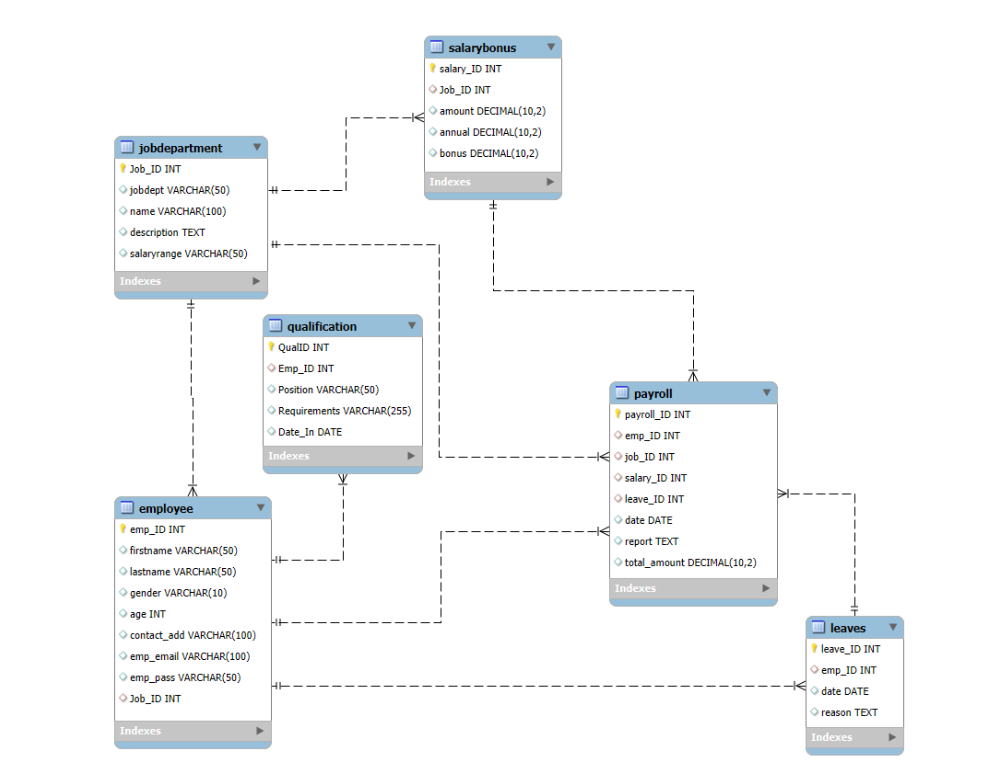 salarybonus
salary_ID INT
Job_ID INT
amount DECIMAL(10,2)
annual DECIMAL(10,2)
bonus DECIMAL(10,2)
Indexes
jobdepartment
Job_ID INT
jobdept VARCHAR(50)
name VARCHAR(100)
description TEXT
salaryrange VARCHAR(50)
Indexes
qualification
QualID INT
Emp_ID INT
Position VARCHAR(50)
Requirements VARCHAR(255)
Date_In DATE
Indexes
payroll
payroll_ID INT
emp_ID INT
job_ID INT
salary_ID INT
leave_ID INT
date DATE
report TEXT
total_amount DECIMAL(10,2)
Indexes
employee
emp_ID INT
firstname VARCHAR(50)
lastname VARCHAR(50)
gender VARCHAR(10)
age INT
contact_add VARCHAR(100)
emp_email VARCHAR(100)
emp_pass VARCHAR(50)
Job_ID INT
Indexes
leaves
leave_ID INT
emp_ID INT
date DATE
reason TEXT
Indexes